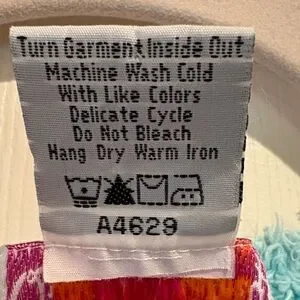 Turn Garment Inside Out
Machine Wash Cold
With Like Colors
Delicate Cycle
Do Not Bleach
Hang Dry Warm Iron
A4629